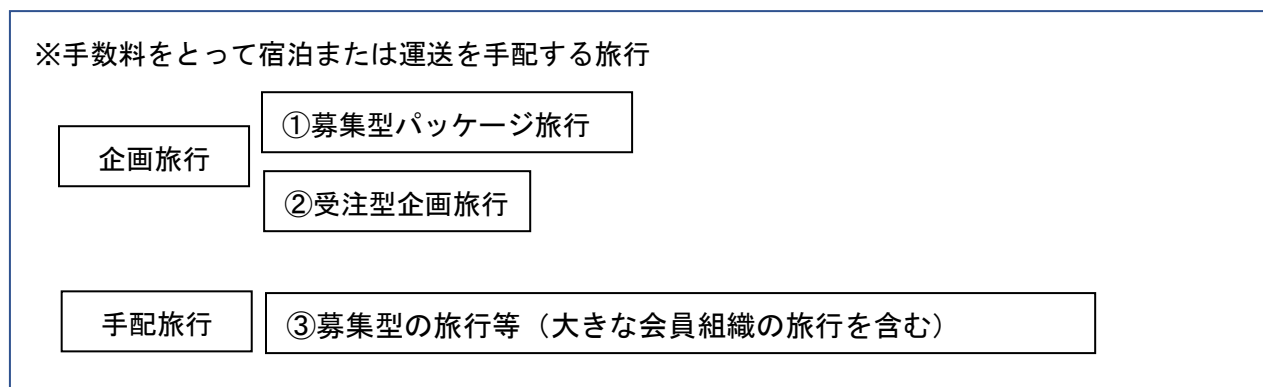 ※手数料をとって宿泊または運送を手配する旅行
①募集型パッケージ旅行
企画旅行
②受注型企画旅行
手配旅行
③募集型の旅行等（大きな会員組織の旅行を含む）